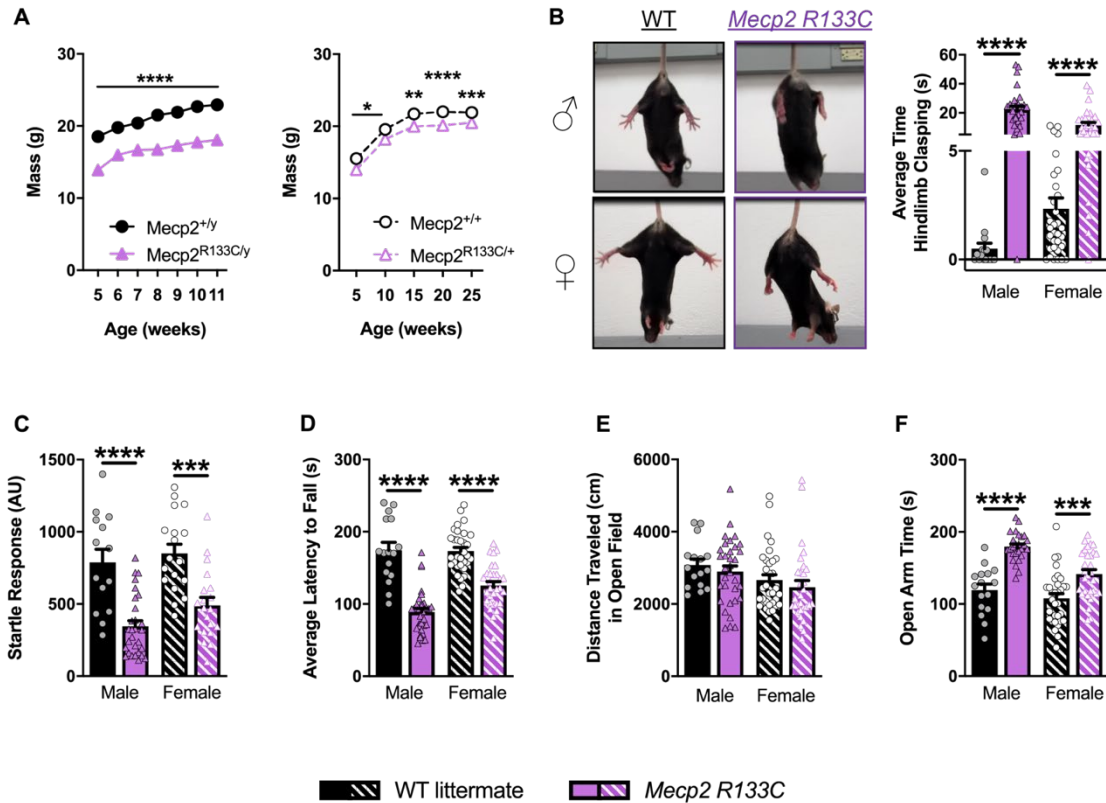 A
Mass (g)
30
20
10
0
****
Mecp2+/y
MecpR133C/y
5 6 7 8 9 10 11
Age (weeks)
Mass (g)
30
20
10
0
*
**
****
***
Mecp2+/+
Mecp2R133C/+
5 10 15 20 25
Age (weeks)
B
WT
Mecp2 R133C
♂
♀
Average Time
Hindlimb Clasping (s)
60
40
20
5
0
****
****
Male
Female
C
Startle Response (AU)
1500
1000
500
0
****
***
Male
Female
D
Average Latency to Fall (s)
300
200
100
0
****
****
Male
Female
E
Distance Traveled (cm)
in Open Field
6000
4000
2000
0
Male
Female
F
Open Arm Time (s)
300
200
100
0
****
***
Male
Female
WT littermate
Mecp2 R133C